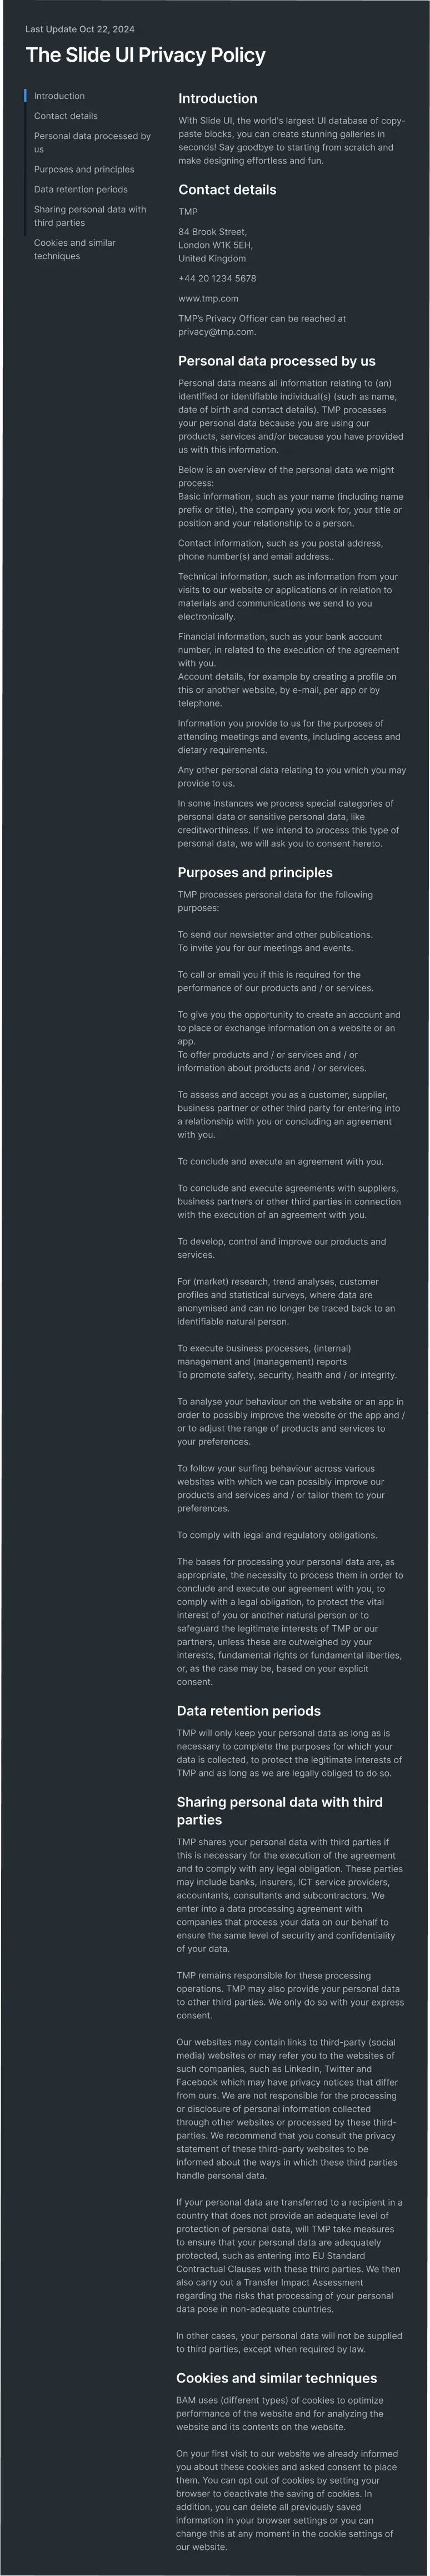 Last Update Oct 22, 2024
The Slide UI Privacy Policy
Introduction
Contact details
Personal data processed by
us
Purposes and principles
Data retention periods
Sharing personal data with
third parties
Cookies and similar
techniques
Introduction
With Slide UI, the world's largest UI database of copy-
paste blocks, you can create stunning galleries in
seconds! Say goodbye to starting from scratch and
make designing effortless and fun.
Contact details
TMP
84 Brook Street,
London W1K 5EH,
United Kingdom
+44 20 1234 5678
www.tmp.com
TMP's Privacy Officer can be reached at
privacy@tmp.com.
Personal data processed by us
Personal data means all information relating to (an)
identified or identifiable individual(s) (such as name,
date of birth and contact details). TMP processes
your personal data because you are using our
products, services and/or because you have provided
us with this information.
Below is an overview of the personal data we might
process:
Basic information, such as your name (including name
prefix or title), the company you work for, your title or
position and your relationship to a person.
Contact information, such as you postal address,
phone number(s) and email address..
Technical information, such as information from your
visits to our website or applications or in relation to
materials and communications we send to you
electronically.
Financial information, such as your bank account
number, in related to the execution of the agreement
with you.
Account details, for example by creating a profile on
this or another website, by e-mail, per app or by
telephone.
Information you provide to us for the purposes of
attending meetings and events, including access and
dietary requirements.
Any other personal data relating to you which you may
provide to us.
In some instances we process special categories of
personal data or sensitive personal data, like
creditworthiness. If we intend to process this type of
personal data, we will ask you to consent hereto.
Purposes and principles
TMP processes personal data for the following
purposes:
To send our newsletter and other publications.
To invite you for our meetings and events.
To call or email you if this is required for the
performance of our products and / or services.
To give you the opportunity to create an account and
to place or exchange information on a website or an
app.
To offer products and / or services and / or
information about products and / or services.
To assess and accept you as a customer, supplier,
business partner or other third party for entering into
a relationship with you or concluding an agreement
with you.
To conclude and execute an agreement with you.
To conclude and execute agreements with suppliers,
business partners or other third parties in connection
with the execution of an agreement with you.
To develop, control and improve our products and
services.
For (market) research, trend analyses, customer
profiles and statistical surveys, where data are
anonymised and can no longer be traced back to an
identifiable natural person.
To execute business processes, (internal)
management and (management) reports
To promote safety, security, health and / or integrity.
To analyse your behaviour on the website or an app in
order to possibly improve the website or the app and /
or to adjust the range of products and services to
your preferences.
To follow your surfing behaviour across various
websites with which we can possibly improve our
products and services and / or tailor them to your
preferences.
To comply with legal and regulatory obligations.
The bases for processing your personal data are, as
appropriate, the necessity to process them in order to
conclude and execute our agreement with you, to
comply with a legal obligation, to protect the vital
interest of you or another natural person or to
safeguard the legitimate interests of TMP or our
partners, unless these are outweighed by your
interests, fundamental rights or fundamental liberties,
or, as the case may be, based on your explicit
consent.
Data retention periods
TMP will only keep your personal data as long as is
necessary to complete the purposes for which your
data is collected, to protect the legitimate interests of
TMP and as long as we are legally obliged to do so.
Sharing personal data with third
parties
TMP shares your personal data with third parties if
this is necessary for the execution of the agreement
and to comply with any legal obligation. These parties
may include banks, insurers, ICT service providers,
accountants, consultants and subcontractors. We
enter into a data processing agreement with
companies that process your data on our behalf to
ensure the same level of security and confidentiality
of your data.
TMP remains responsible for these processing
operations. TMP may also provide your personal data
to other third parties. We only do so with your express
consent.
Our websites may contain links to third-party (social
media) websites or may refer you to the websites of
such companies, such as LinkedIn, Twitter and
Facebook which may have privacy notices that differ
from ours. We are not responsible for the processing
or disclosure of personal information collected
through other websites or processed by these third-
parties. We recommend that you consult the privacy
statement of these third-party websites to be
informed about the ways in which these third parties
handle personal data.
If your personal data are transferred to a recipient in a
country that does not provide an adequate level of
protection of personal data, will TMP take measures
to ensure that your personal data are adequately
protected, such as entering into EU Standard
Contractual Clauses with these third parties. We then
also carry out a Transfer Impact Assessment
regarding the risks that processing of your personal
data pose in non-adequate countries.
In other cases, your personal data will not be supplied
to third parties, except when required by law.
Cookies and similar techniques
BAM uses (different types) of cookies to optimize
performance of the website and for analyzing the
website and its contents on the website.
On your first visit to our website we already informed
you about these cookies and asked consent to place
them. You can opt out of cookies by setting your
browser to deactivate the saving of cookies. In
addition, you can delete all previously saved
information in your browser settings or you can
change this at any moment in the cookie settings of
our website.